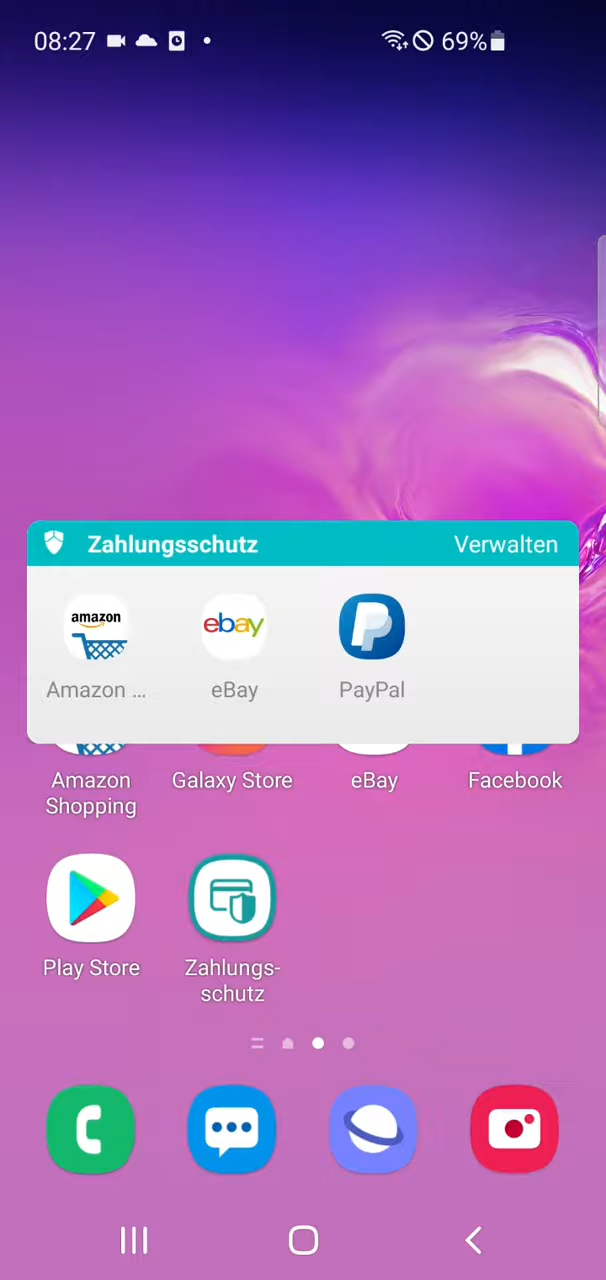 08:27
69%
Zahlungsschutz
Verwalten
amazon
ebay
Amazon ...
eBay
PayPal
Amazon
Shopping
Galaxy Store
eBay
Facebook
Play Store
Zahlungs-
schutz